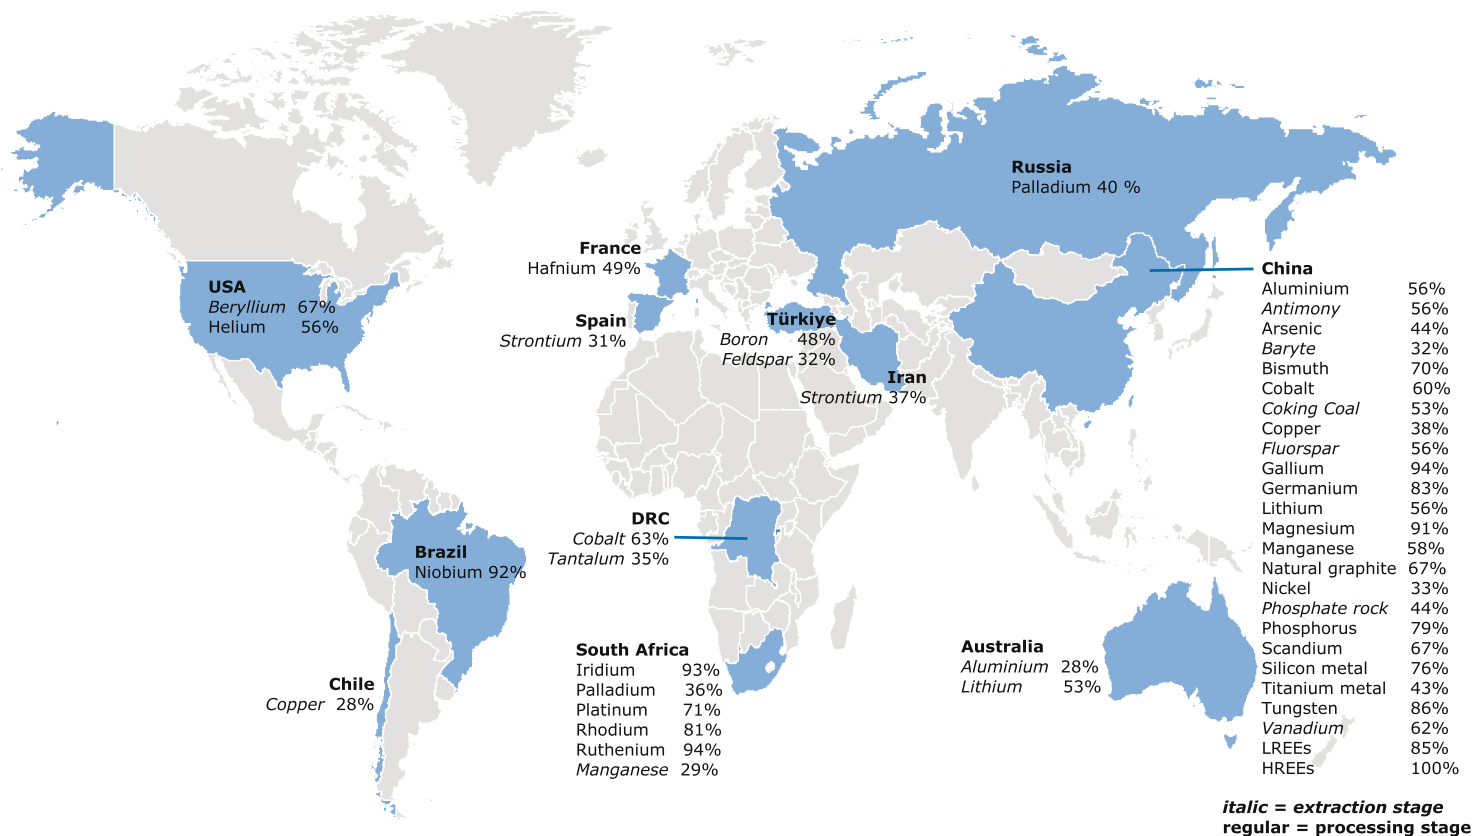 Russia
Palladium 40 %
France
Hafnium 49%
USA
Beryllium 67%
Helium 56%
Spain
Strontium 31%
Türkiye
Boron 48%
Feldspar 32%
Iran
Strontium 37%
China
Aluminium 56%
Antimony 56%
Arsenic 44%
Baryte 32%
Bismuth 70%
Cobalt 60%
Coking Coal 53%
Copper 38%
Fluorspar 56%
Gallium 94%
Germanium 83%
Lithium 56%
Magnesium 91%
Manganese 58%
Natural graphite 67%
Nickel 33%
Phosphate rock 44%
Phosphorus 79%
Scandium 67%
Silicon metal 76%
Titanium metal 43%
Tungsten 86%
Vanadium 62%
LREEs 85%
HREEs 100%
DRC
Cobalt 63%
Tantalum 35%
Brazil
Niobium 92%
South Africa
Iridium 93%
Palladium 36%
Platinum 71%
Rhodium 81%
Ruthenium 94%
Manganese 29%
Australia
Aluminium 28%
Lithium 53%
Chile
Copper 28%
italic = extraction stage
regular = processing stage